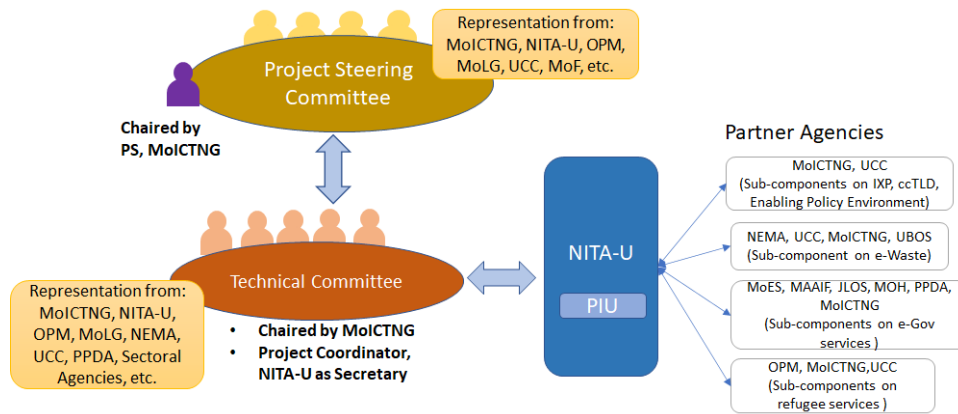 Representation from:
MoICTNG, NITA-U, OPM,
MoLG, UCC, MoF, etc.
Project Steering
Committee
Chaired by
PS, MoICTNG
Technical Committee
Representation from:
MoICTNG, NITA-U,
OPM, MoLG, NEMA,
UCC, PPDA, Sectoral
Agencies, etc.
• Chaired by MoICTNG
• Project Coordinator,
NITA-U as Secretary
NITA-U
PIU
Partner Agencies
MoICTNG, UCC
(Sub-components on IXP, ccTLD,
Enabling Policy Environment)
NEMA, UCC, MoICTNG, UBOS
(Sub-component on e-Waste)
MoES, MAAIF, JLOS, MOH, PPDA,
MoICTNG
(Sub-components on e-Gov
services )
OPM, MoICTNG,UCC
(Sub-components on
refugee services )